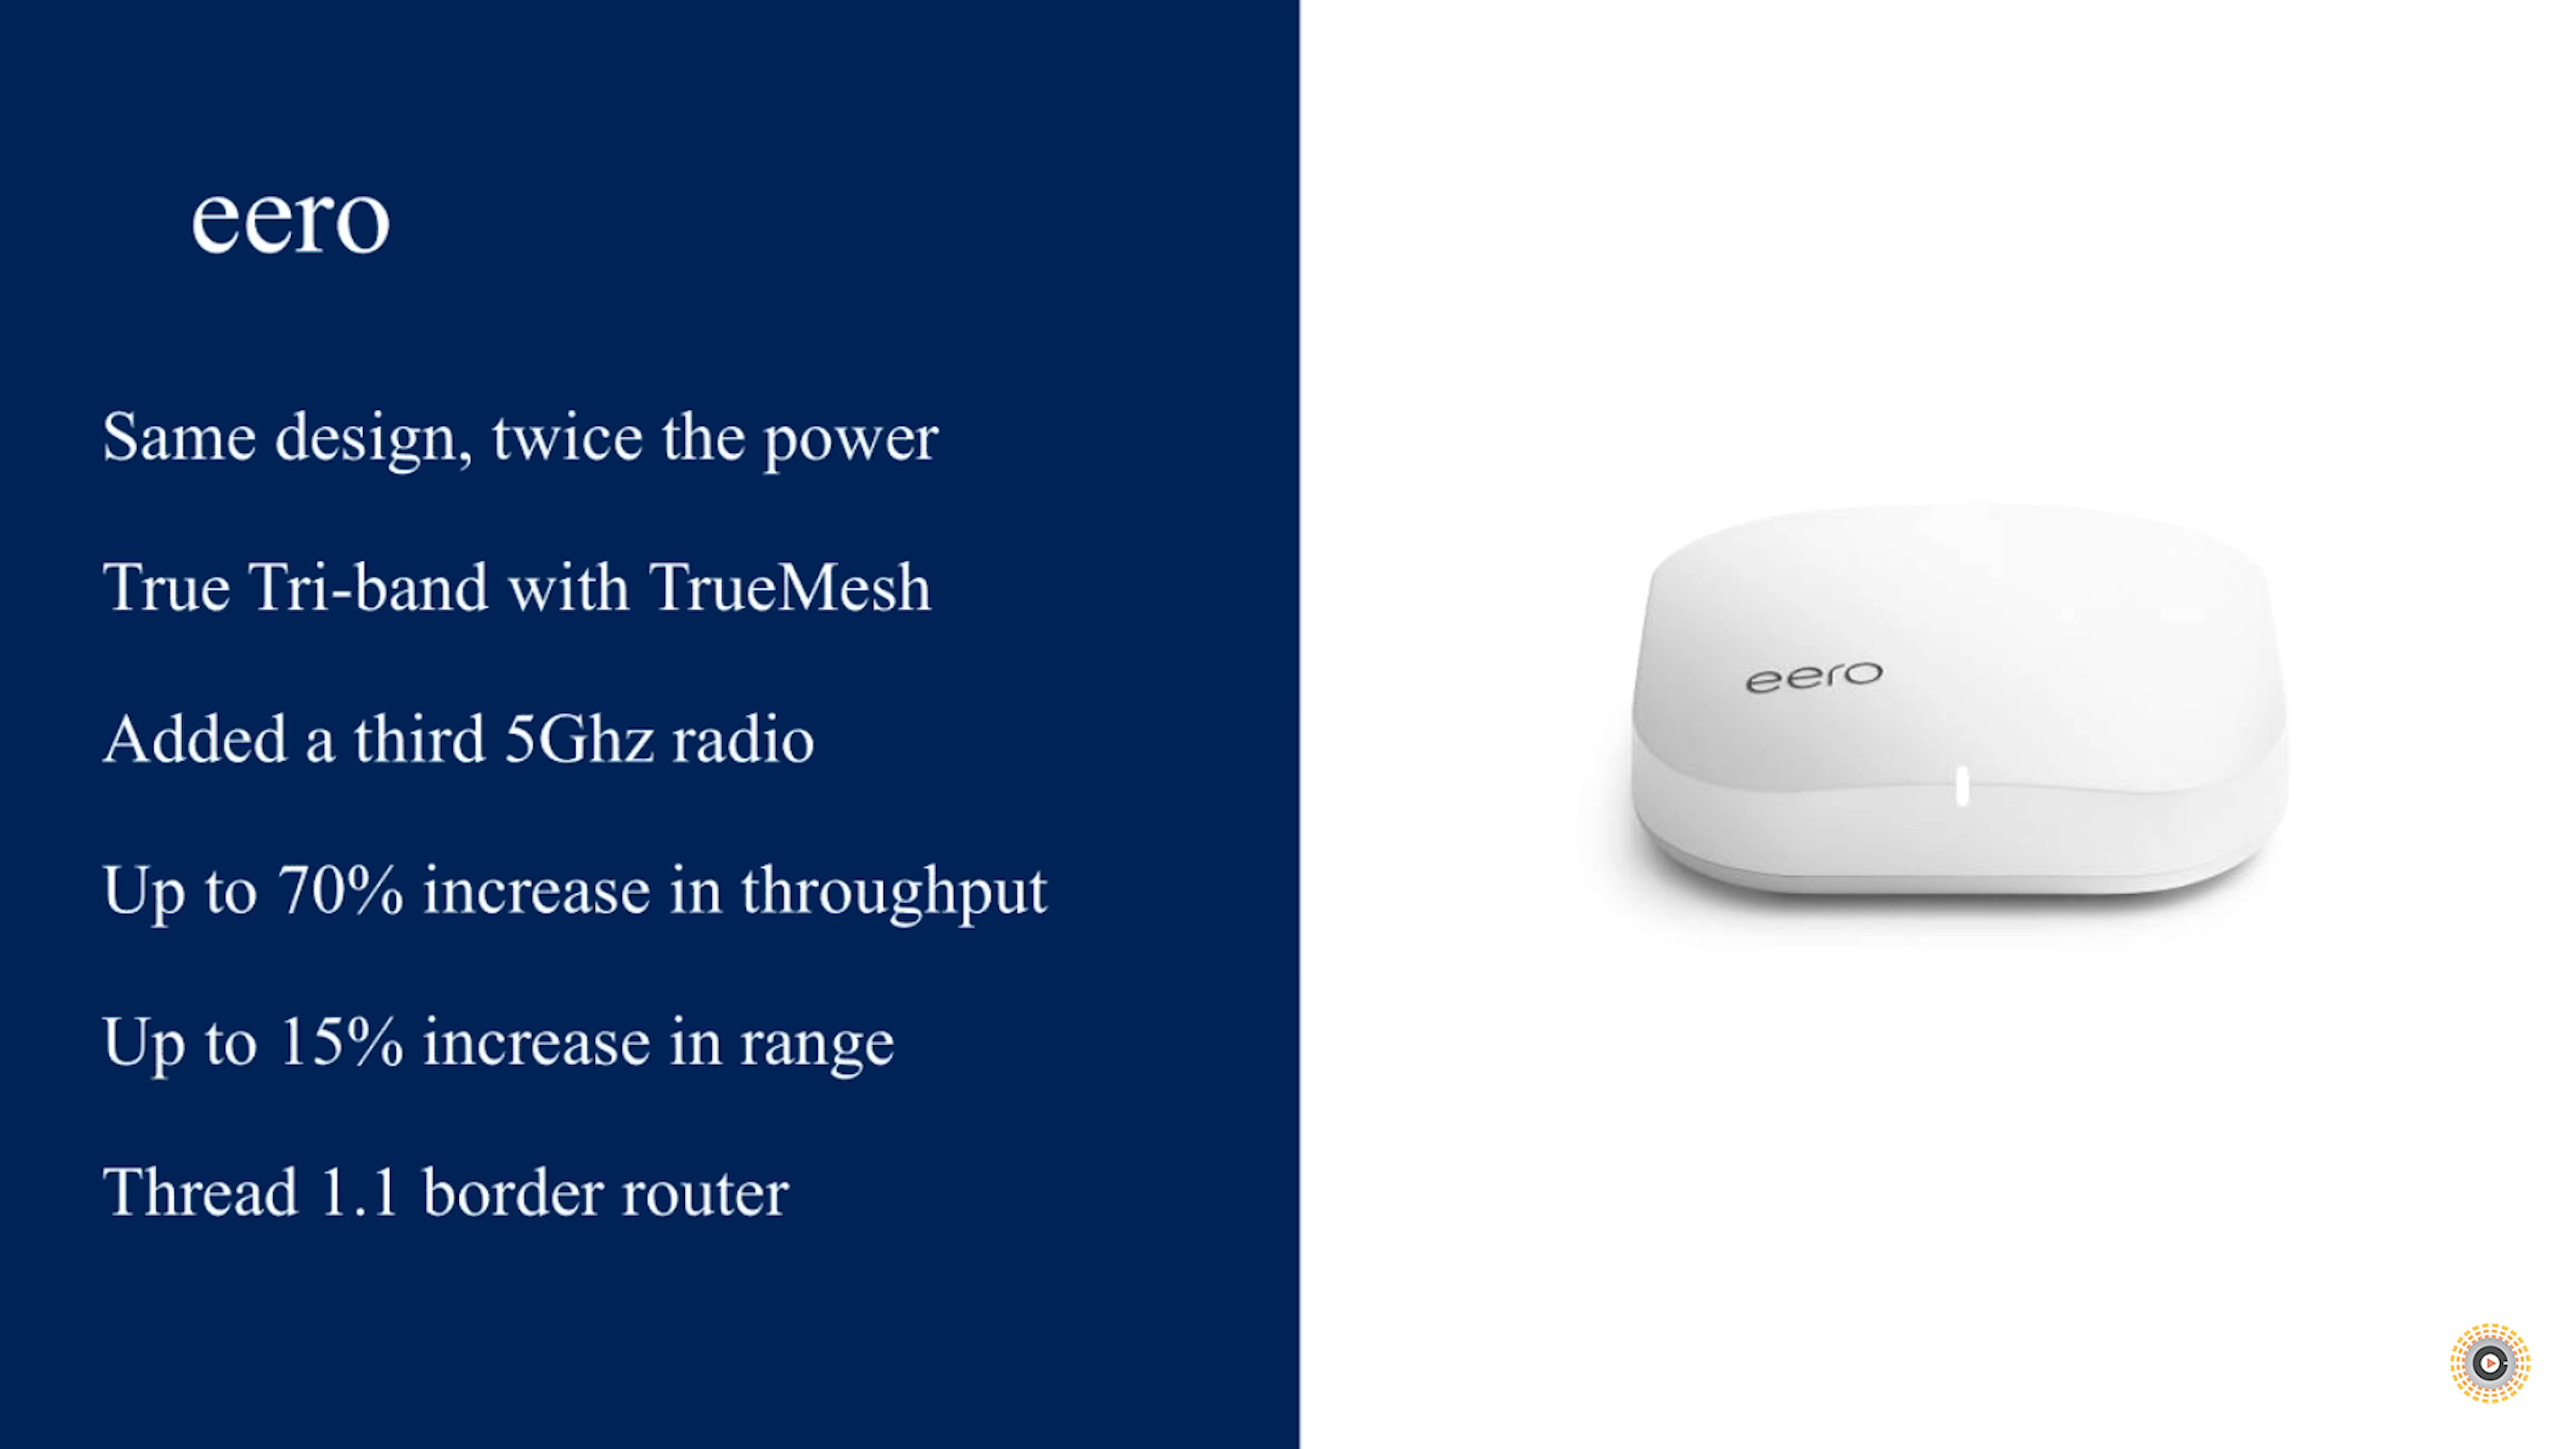 eero
Same design, twice the power
True Tri-band with TrueMesh
Added a third 5Ghz radio
Up to 70% increase in throughput
Up to 15% increase in range
Thread 1.1 border router
eero